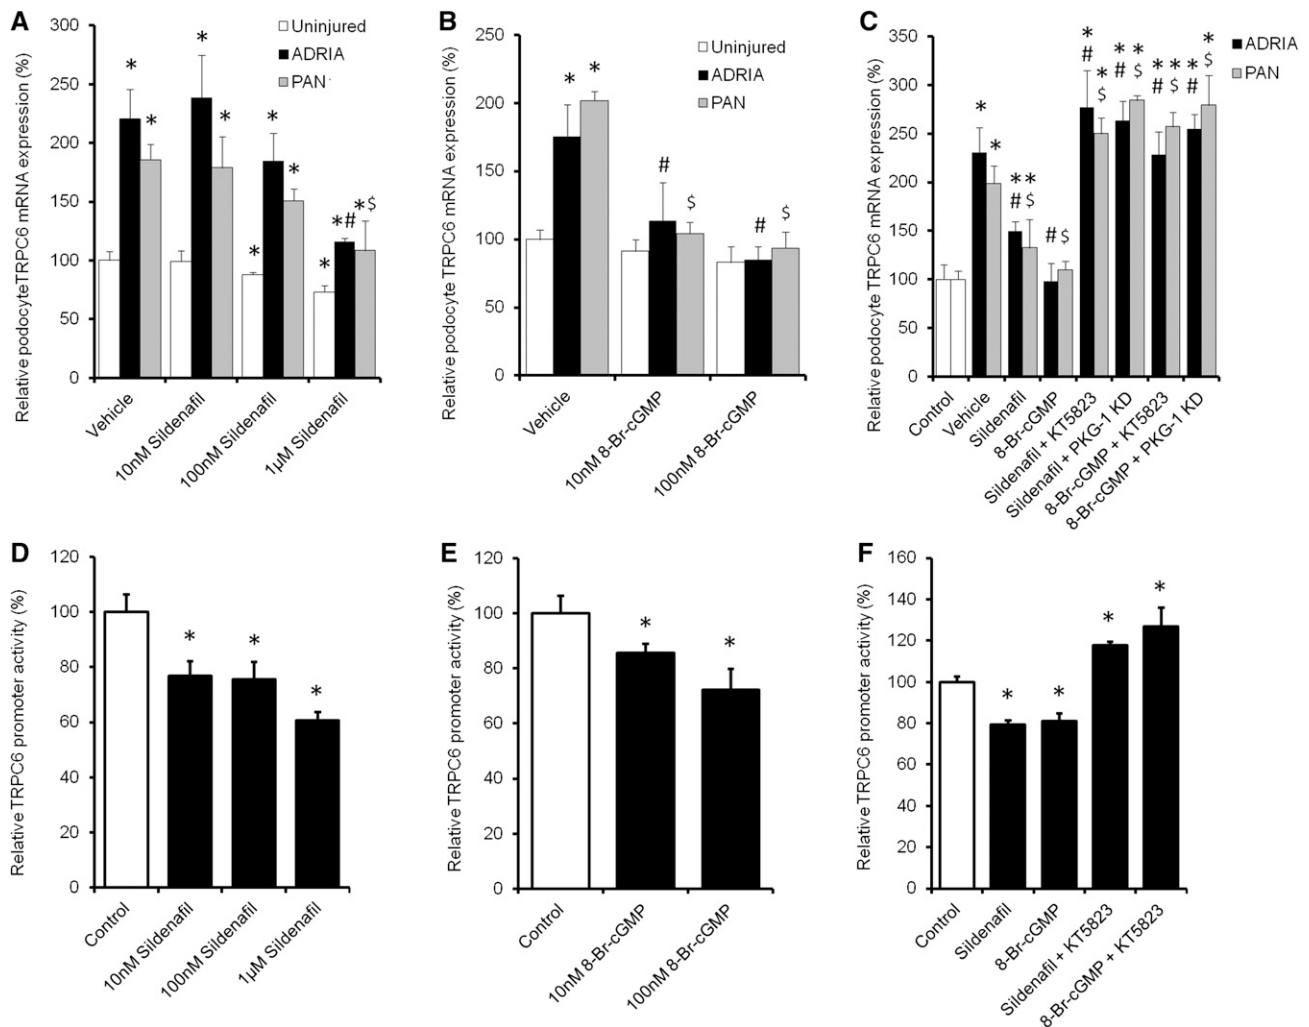 A
Relative podocyte TRPC6 mRNA expression (%)
300
250
200
150
100
50
0
Uninjured
ADRIA
PAN
* * * * * * * * *# *$
Vehicle
10nM Sildenafil
100nM Sildenafil
1µM Sildenafil
B
Relative podocyte TRPC6 mRNA expression (%)
250
200
150
100
50
0
Uninjured
ADRIA
PAN
* * # $ # $
Vehicle
10nM 8-Br-cGMP
100nM 8-Br-cGMP
C
Relative podocyte TRPC6 mRNA expression (%)
350
300
250
200
150
100
50
0
ADRIA
PAN
* * *# *$ # $ *# *$ *# *$ *# *$ *# *$
Control
Vehicle
Sildenafil
8-Br-cGMP
Sildenafil + KT5823
Sildenafil + PKG-1 KD
8-Br-cGMP + KT5823
8-Br-cGMP + PKG-1 KD
D
Relative TRPC6 promoter activity (%)
120
100
80
60
40
20
0
* * *
Control
10nM Sildenafil
100nM Sildenafil
1µM Sildenafil
E
Relative TRPC6 promoter activity (%)
120
100
80
60
40
20
0
* *
Control
10nM 8-Br-cGMP
100nM 8-Br-cGMP
F
Relative TRPC6 promoter activity (%)
160
140
120
100
80
60
40
20
0
* * * *
Control
Sildenafil
8-Br-cGMP
Sildenafil + KT5823
8-Br-cGMP + KT5823